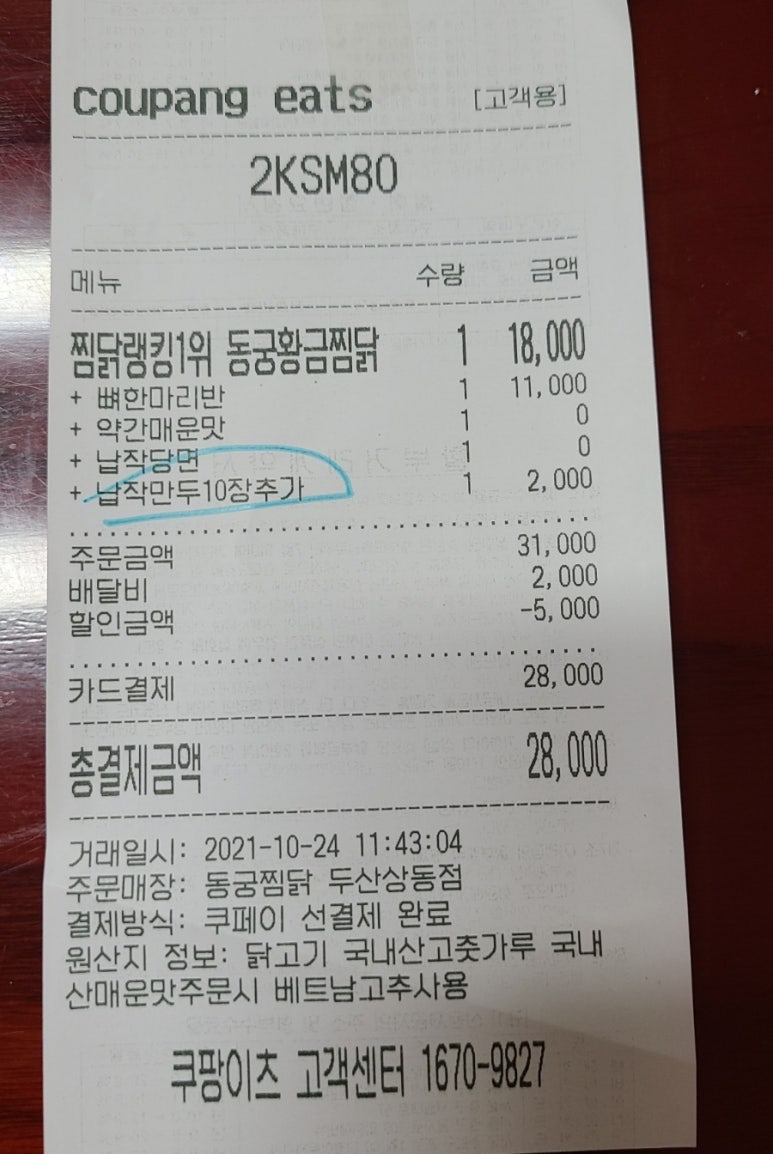 coupang eats [고객용]
2KSM80
메뉴 수량 금액
찜닭랭킹1위 동궁황금찜닭 1 18,000
+ 뼈한마리반 1 11,000
+ 약간매운맛 1 0
+ 납작당면 1 0
+ 납작만두10장추가 1 2,000
주문금액 31,000
배달비 2,000
할인금액 -5,000
카드결제 28,000
총결제금액 28,000
거래일시: 2021-10-24 11:43:04
주문매장: 동궁찜닭 두산상동점
결제방식: 쿠페이 선결제 완료
원산지 정보: 닭고기 국내산고춧가루 국내
산매운맛주문시 베트남고추사용
쿠팡이츠 고객센터 1670-9827